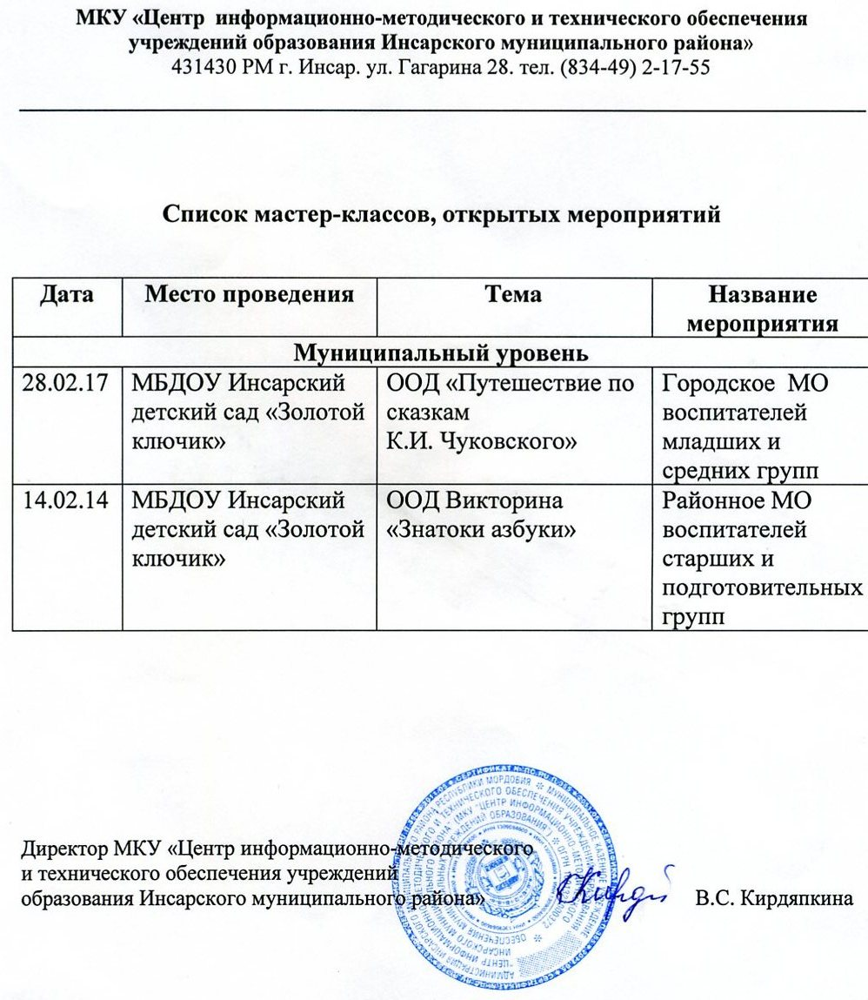 МКУ «Центр информационно-методического и технического обеспечения
учреждений образования Инсарского муниципального района»
431430 РМ г. Инсар. ул. Гагарина 28. тел. (834-49) 2-17-55
Список мастер-классов, открытых мероприятий
Дата
Место проведения
Тема
Название
мероприятия
Муниципальный уровень
28.02.17
МБДОУ Инсарский
детский сад «Золотой
ключик»
ООД «Путешествие по
сказкам
К.И. Чуковского»
Городское МО
воспитателей
младших и
средних групп
14.02.14
МБДОУ Инсарский
детский сад «Золотой
ключик»
ООД Викторина
«Знатоки азбуки»
Районное МО
воспитателей
старших и
подготовительных
групп
Директор МКУ «Центр информационно-методического
и технического обеспечения учреждений
образования Инсарского муниципального района»
В.С. Кирдяпкина